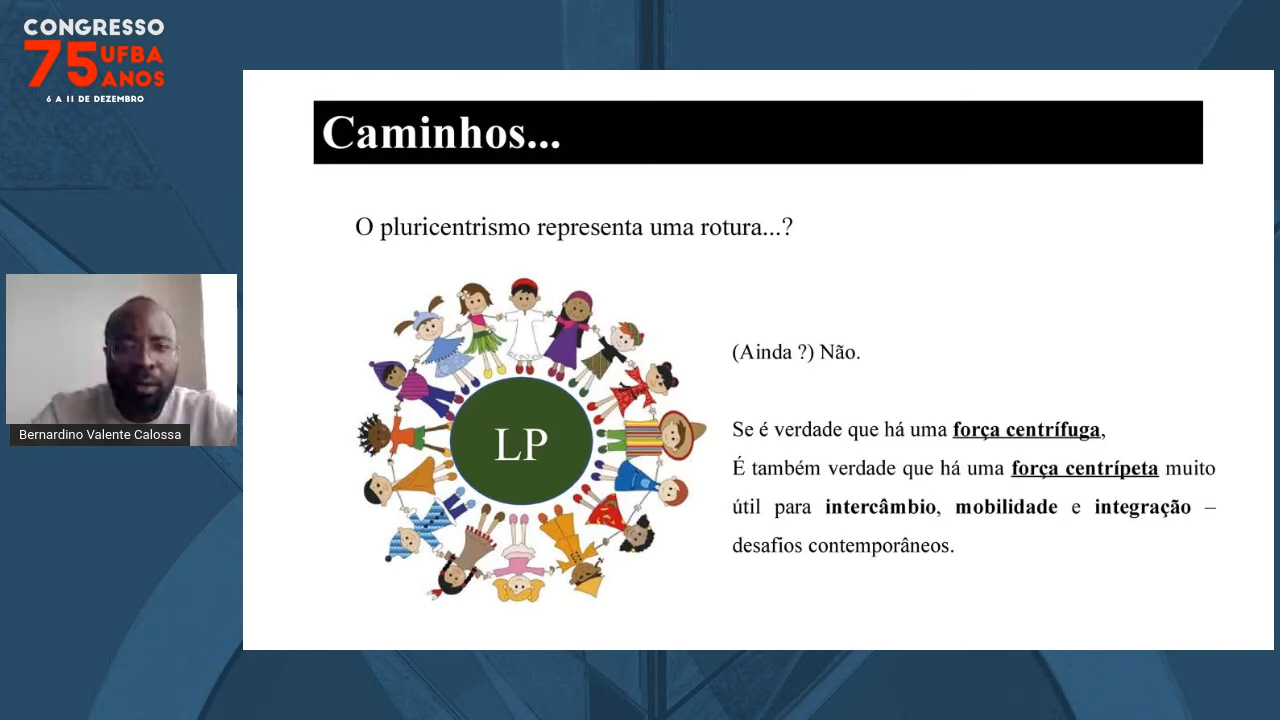 CONGRESSO
75 UFBA
ANOS
6 A 11 DE DEZEMBRO
Caminhos...
O pluricentrismo representa uma rotura...?
LP
(Ainda ?) Não.
Se é verdade que há uma força centrífuga,
É também verdade que há uma força centrípeta muito
útil para intercâmbio, mobilidade e integração –
desafios contemporâneos.
Bernardino Valente Calossa